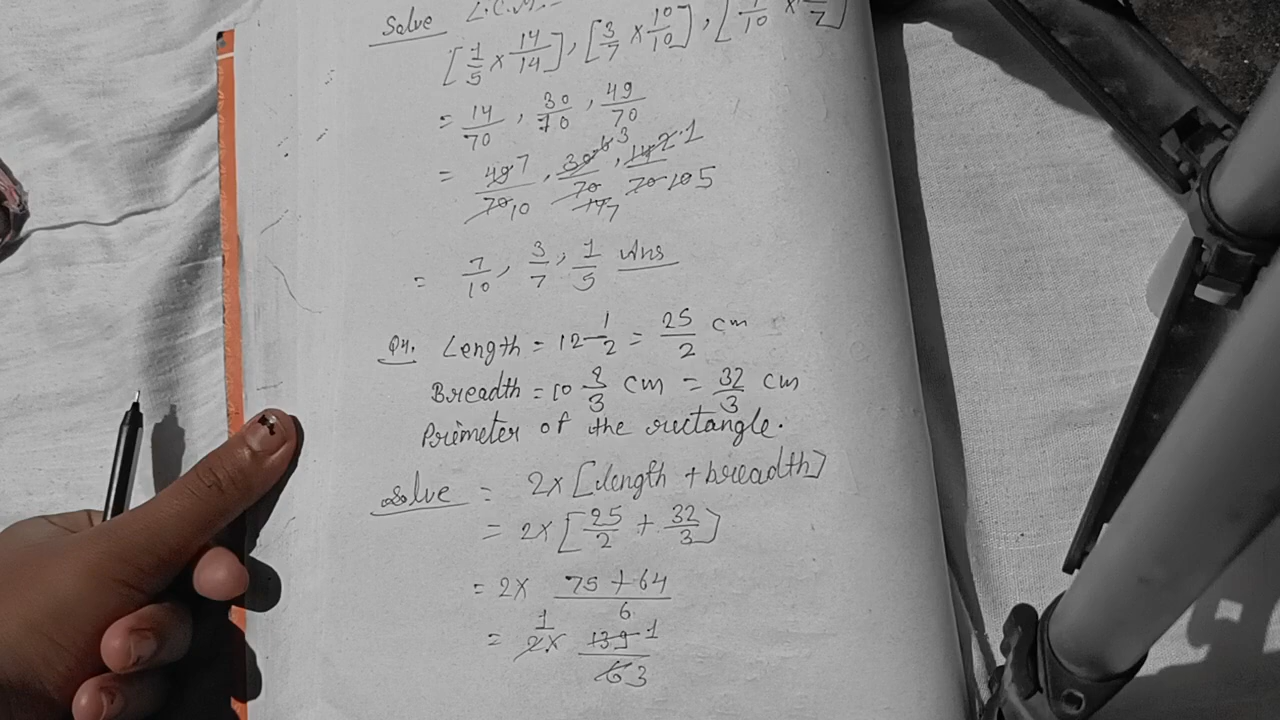 Solve L.C.M.
[1/5 × 14/14], [3/7 × 10/10], [7/10 × 7/7]
= 14/70, 30/70, 49/70
= 49 7/70 10, 30 6 3/70 14 7, 14 2 1/70 10 5
= 7/10, 3/7, 1/5 Ans
Q4. Length = 12 1/2 = 25/2 cm
Breadth = 10 2/3 cm = 32/3 cm
Perimeter of the rectangle.
Solve = 2× [length + breadth]
= 2× [25/2 + 32/3]
= 2× 75 + 64/6
= 1 2× 139 1/6 3